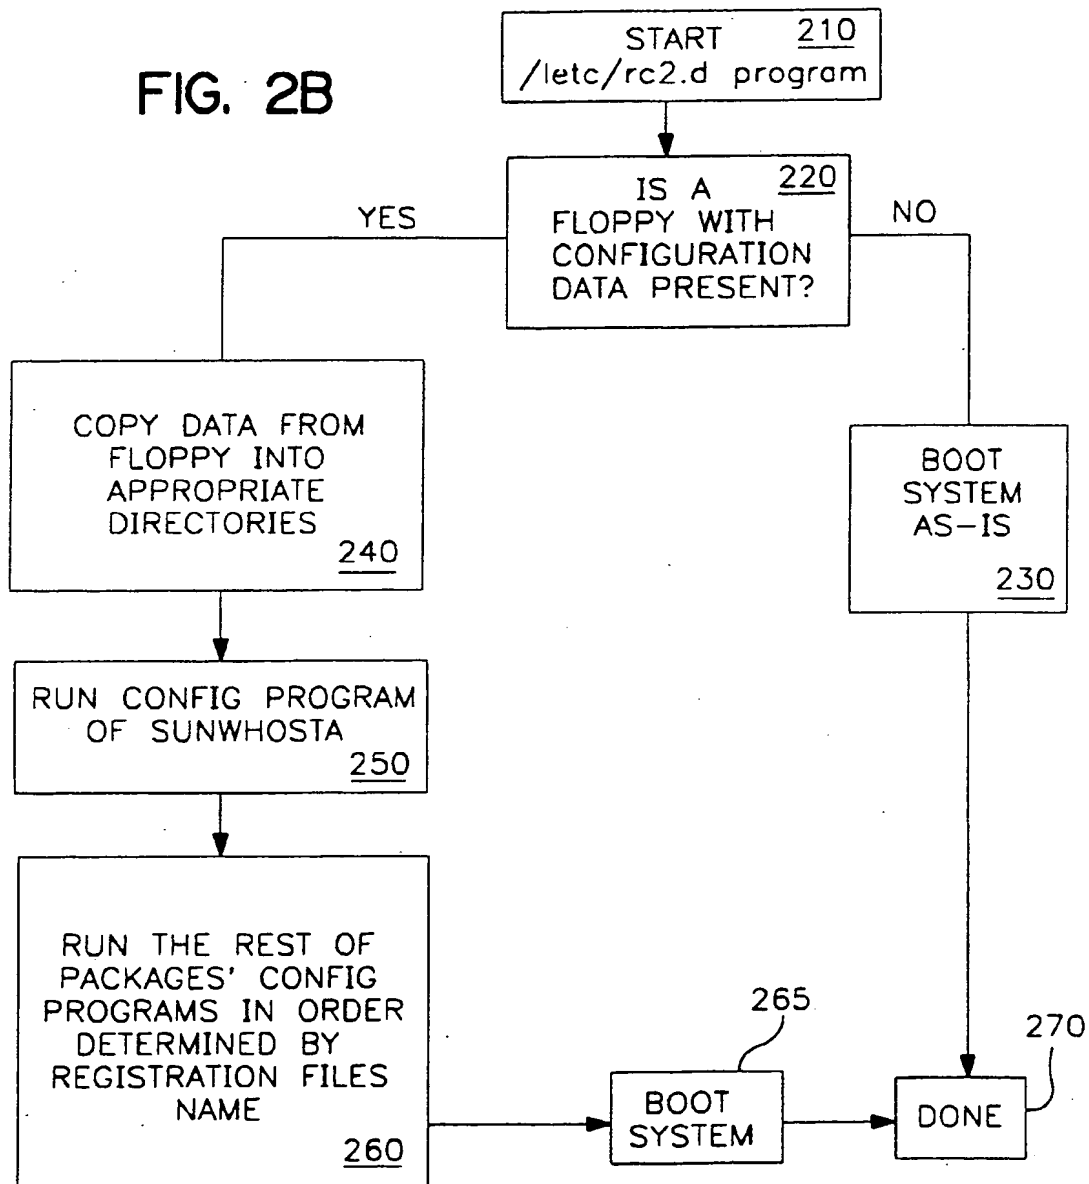 FIG. 2B
START 210
/letc/rc2.d program
IS A 220
FLOPPY WITH
CONFIGURATION
DATA PRESENT?
YES
NO
COPY DATA FROM
FLOPPY INTO
APPROPRIATE
DIRECTORIES
240
BOOT
SYSTEM
AS-IS
230
RUN CONFIG PROGRAM
OF SUNWHOSTA
250
RUN THE REST OF
PACKAGES' CONFIG
PROGRAMS IN ORDER
DETERMINED BY
REGISTRATION FILES
NAME
260
265
BOOT
SYSTEM
270
DONE